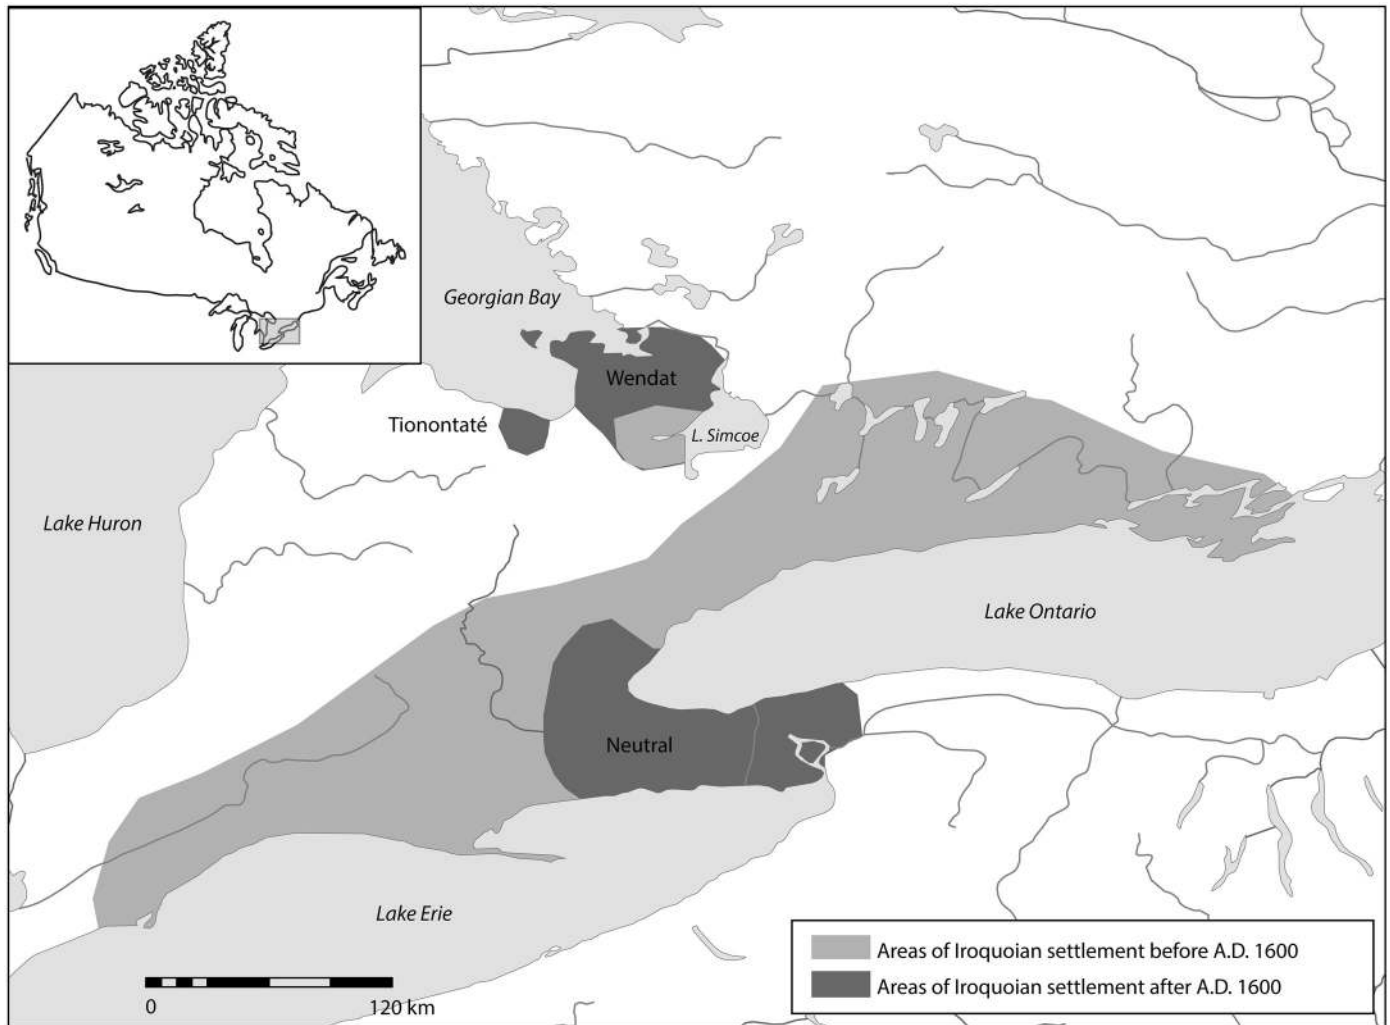 Georgian Bay
Wendat
Tionontaté
L. Simcoe
Lake Huron
Lake Ontario
Neutral
Lake Erie
Areas of Iroquoian settlement before A.D. 1600
Areas of Iroquoian settlement after A.D. 1600
0
120 km